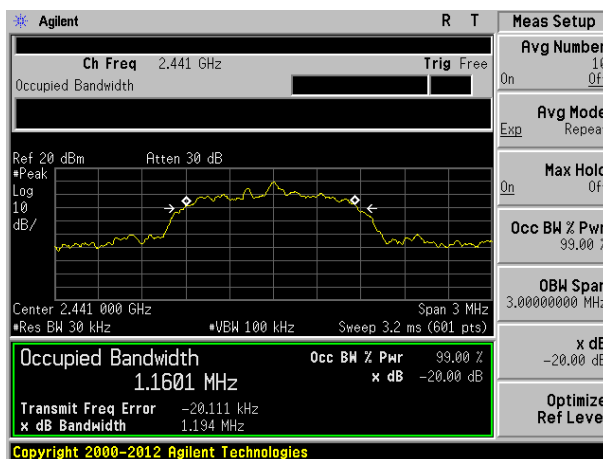 Agilent R T Meas Setup
Ch Freq 2.441 GHz Trig Free
Occupied Bandwidth
Ref 20 dBm Atten 30 dB
#Peak
Log
10
dB/
Center 2.441 000 GHz Span 3 MHz
#Res BW 30 kHz #VBW 100 kHz Sweep 3.2 ms (601 pts)
Occupied Bandwidth Occ BW % Pwr 99.00 %
1.1601 MHz x dB -20.00 dB
Transmit Freq Error -20.111 kHz
x dB Bandwidth 1.194 MHz
Copyright 2000-2012 Agilent Technologies
Avg Number
10
On Off
Avg Mode
Exp Repeat
Max Hold
On Off
Occ BW % Pwr
99.00 %
OBW Span
3.00000000 MHz
x dB
-20.00 dB
Optimize
Ref Level